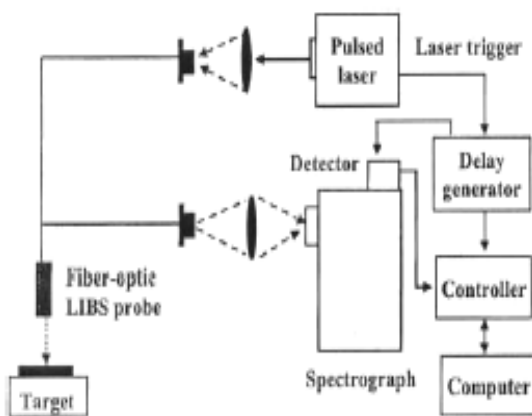 Pulsed
laser
Laser trigger
Detector
Delay
generator
Fiber-optic
LIBS probe
Controller
Target
Spectrograph
Computer